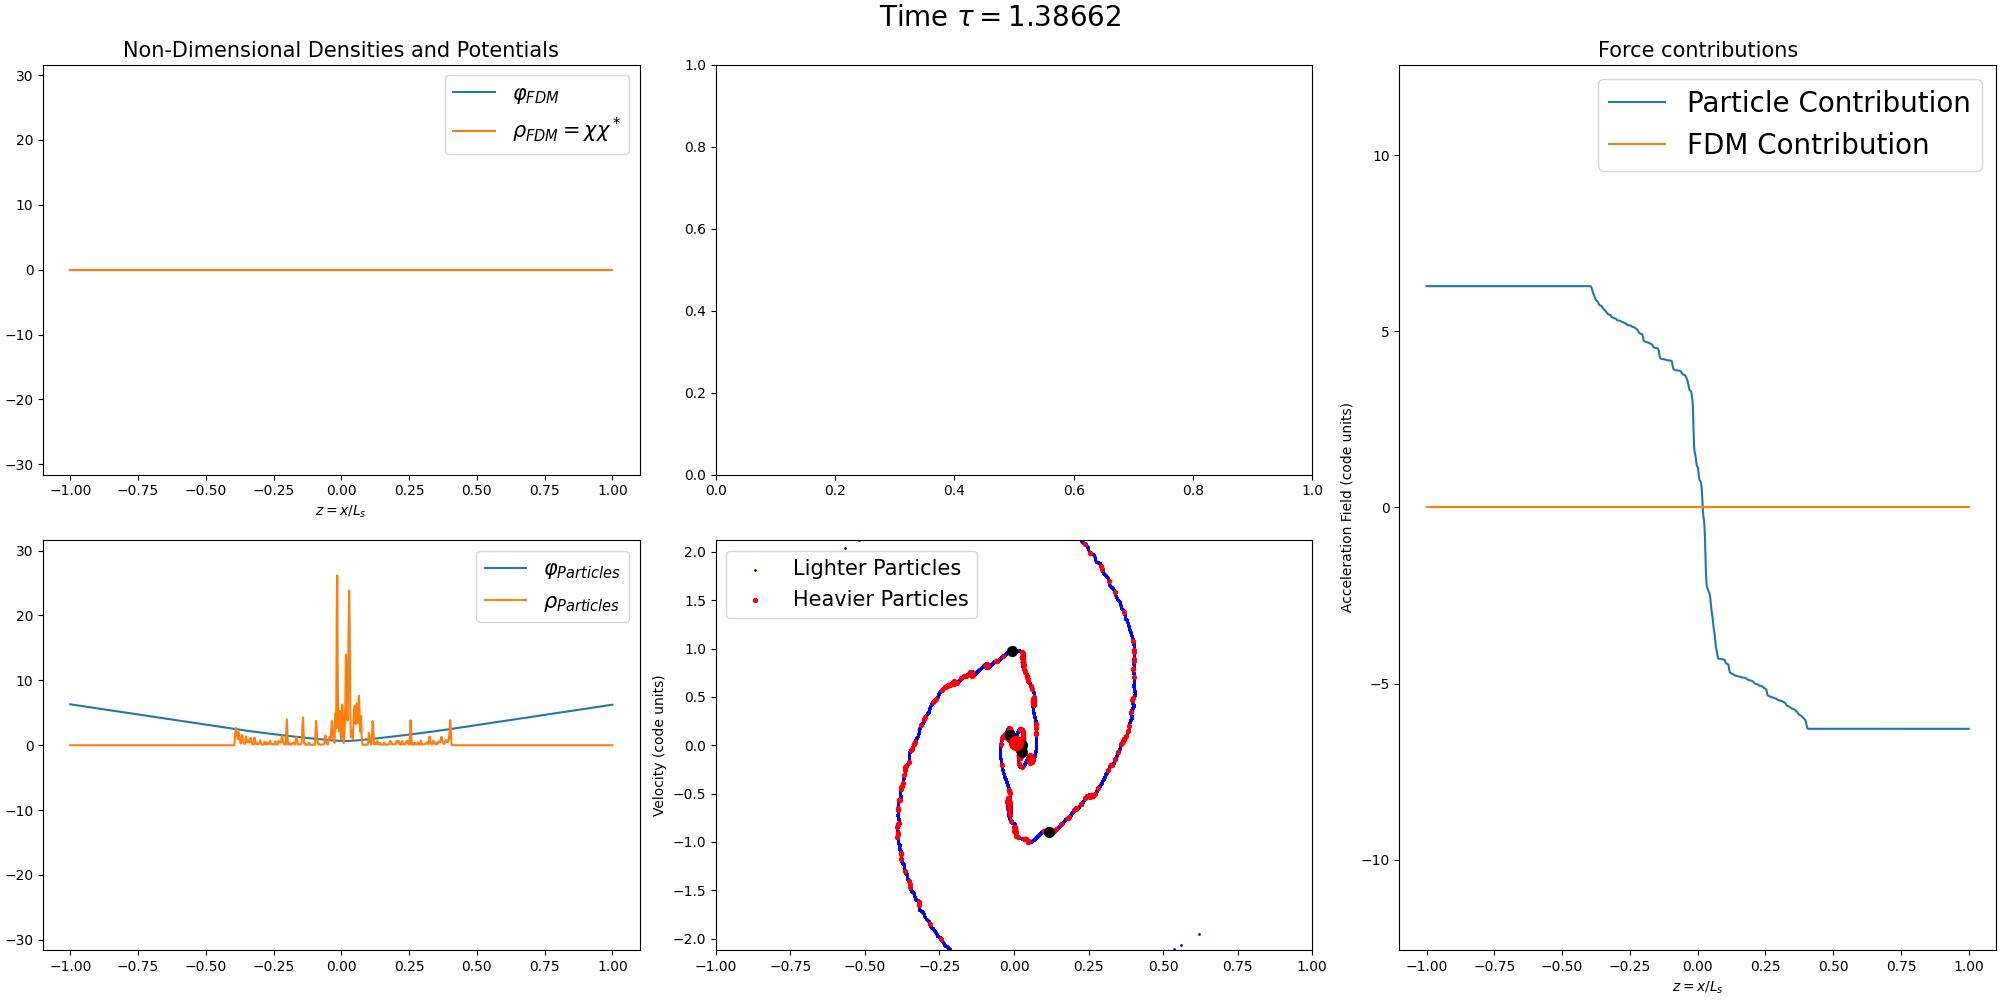 Time τ = 1.38662
Non-Dimensional Densities and Potentials
φ_FDM
ρ_FDM = χχ*
30
20
10
0
−10
−20
−30
−1.00 −0.75 −0.50 −0.25 0.00 0.25 0.50 0.75 1.00
z = x/L_s
1.0
0.8
0.6
0.4
0.2
0.0
0.0 0.2 0.4 0.6 0.8 1.0
Force contributions
Particle Contribution
FDM Contribution
10
5
0
−5
−10
Acceleration Field (code units)
−1.00 −0.75 −0.50 −0.25 0.00 0.25 0.50 0.75 1.00
z = x/L_s
φ_Particles
ρ_Particles
30
20
10
0
−10
−20
−30
−1.00 −0.75 −0.50 −0.25 0.00 0.25 0.50 0.75 1.00
Lighter Particles
Heavier Particles
Velocity (code units)
2.0
1.5
1.0
0.5
0.0
−0.5
−1.0
−1.5
−2.0
−1.00 −0.75 −0.50 −0.25 0.00 0.25 0.50 0.75 1.00